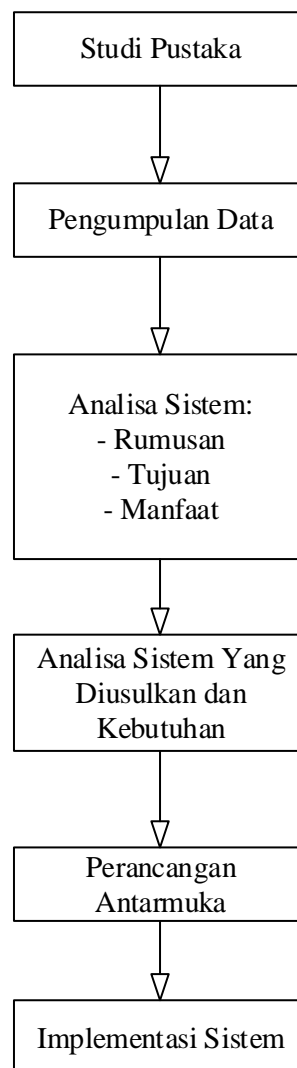 Studi Pustaka
Pengumpulan Data
Analisa Sistem:
- Rumusan
- Tujuan
- Manfaat
Analisa Sistem Yang
Diusulkan dan
Kebutuhan
Perancangan
Antarmuka
Implementasi Sistem